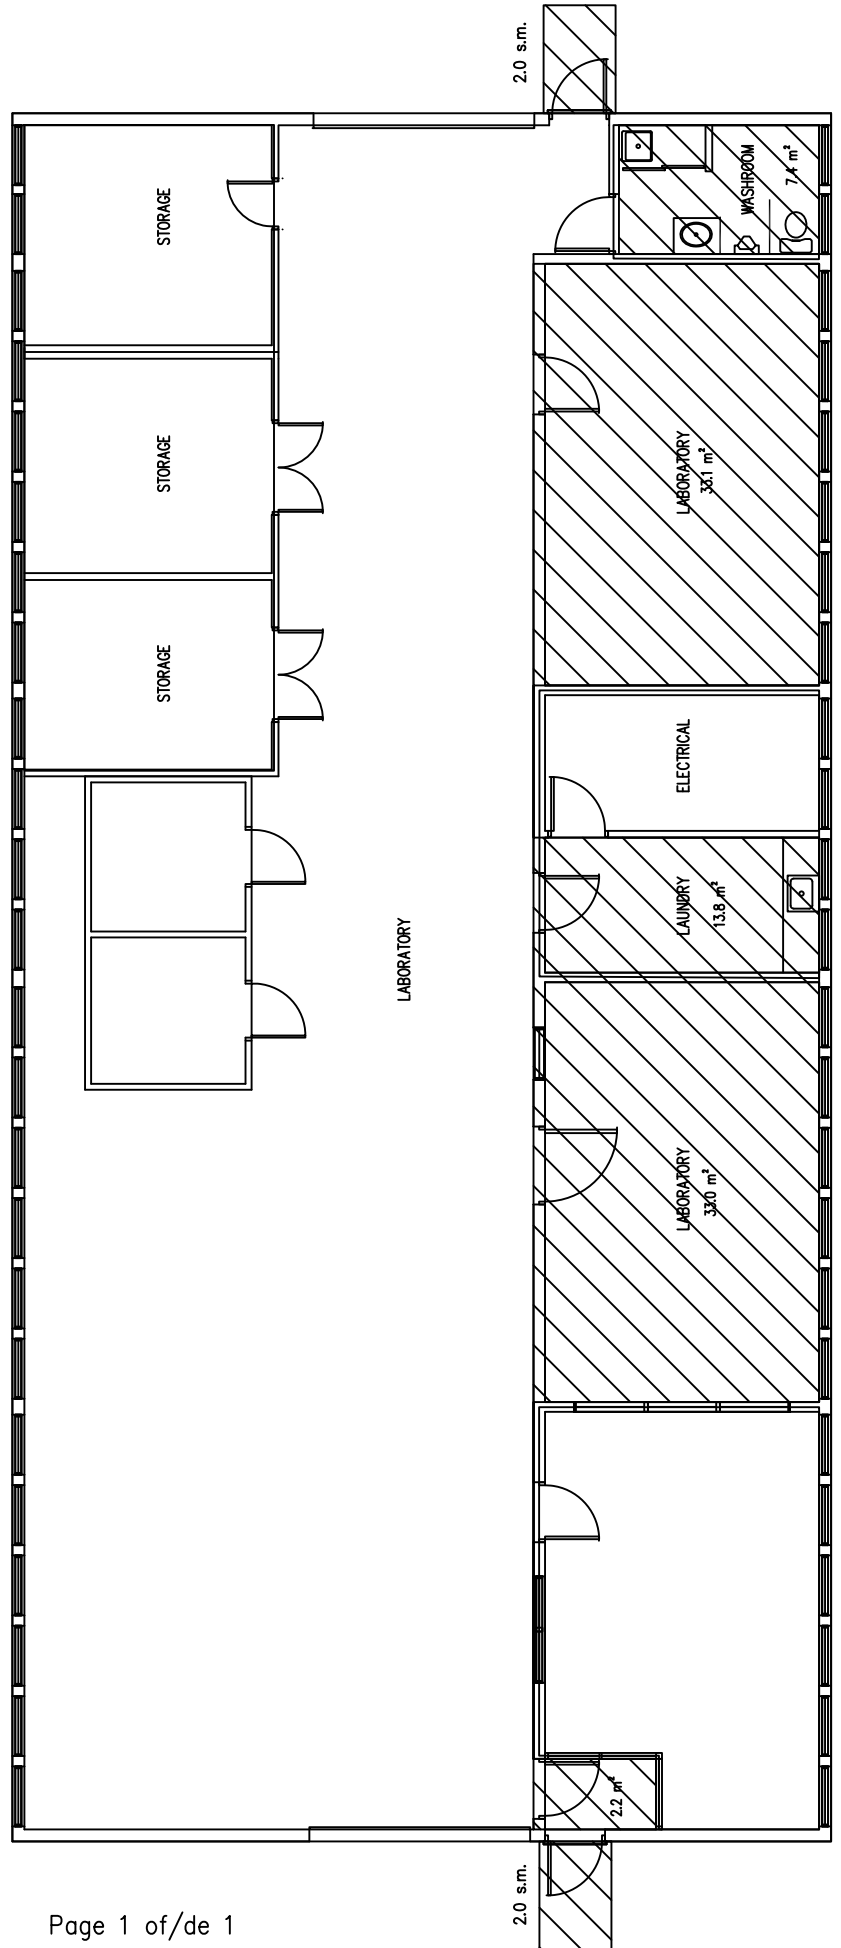 2.0 s.m.
STORAGE
WASHROOM
7.4 m²
STORAGE
LABORATORY
33.1 m²
STORAGE
ELECTRICAL
LABORATORY
LAUNDRY
13.8 m²
LABORATORY
33.0 m²
2.2 m²
2.0 s.m.
Page 1 of/de 1